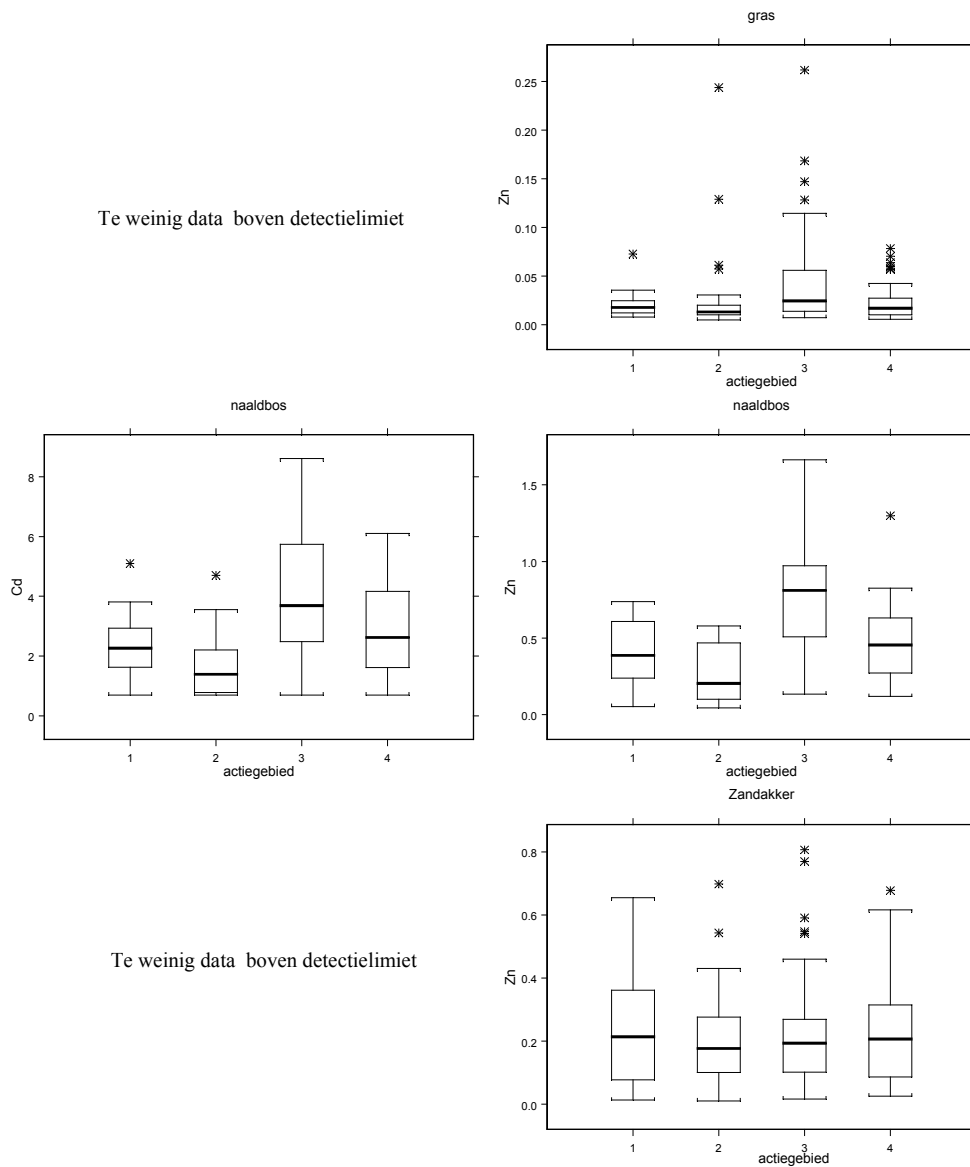 gras
0.25
0.20
0.15
0.10
0.05
0.00
Zn
1 2 3 4
actiegebied
Te weinig data boven detectielimiet
naaldbos
8
6
4
2
0
Cd
1 2 3 4
actiegebied
naaldbos
1.5
1.0
0.5
0.0
Zn
1 2 3 4
actiegebied
Te weinig data boven detectielimiet
Zandakker
0.8
0.6
0.4
0.2
0.0
Zn
1 2 3 4
actiegebied